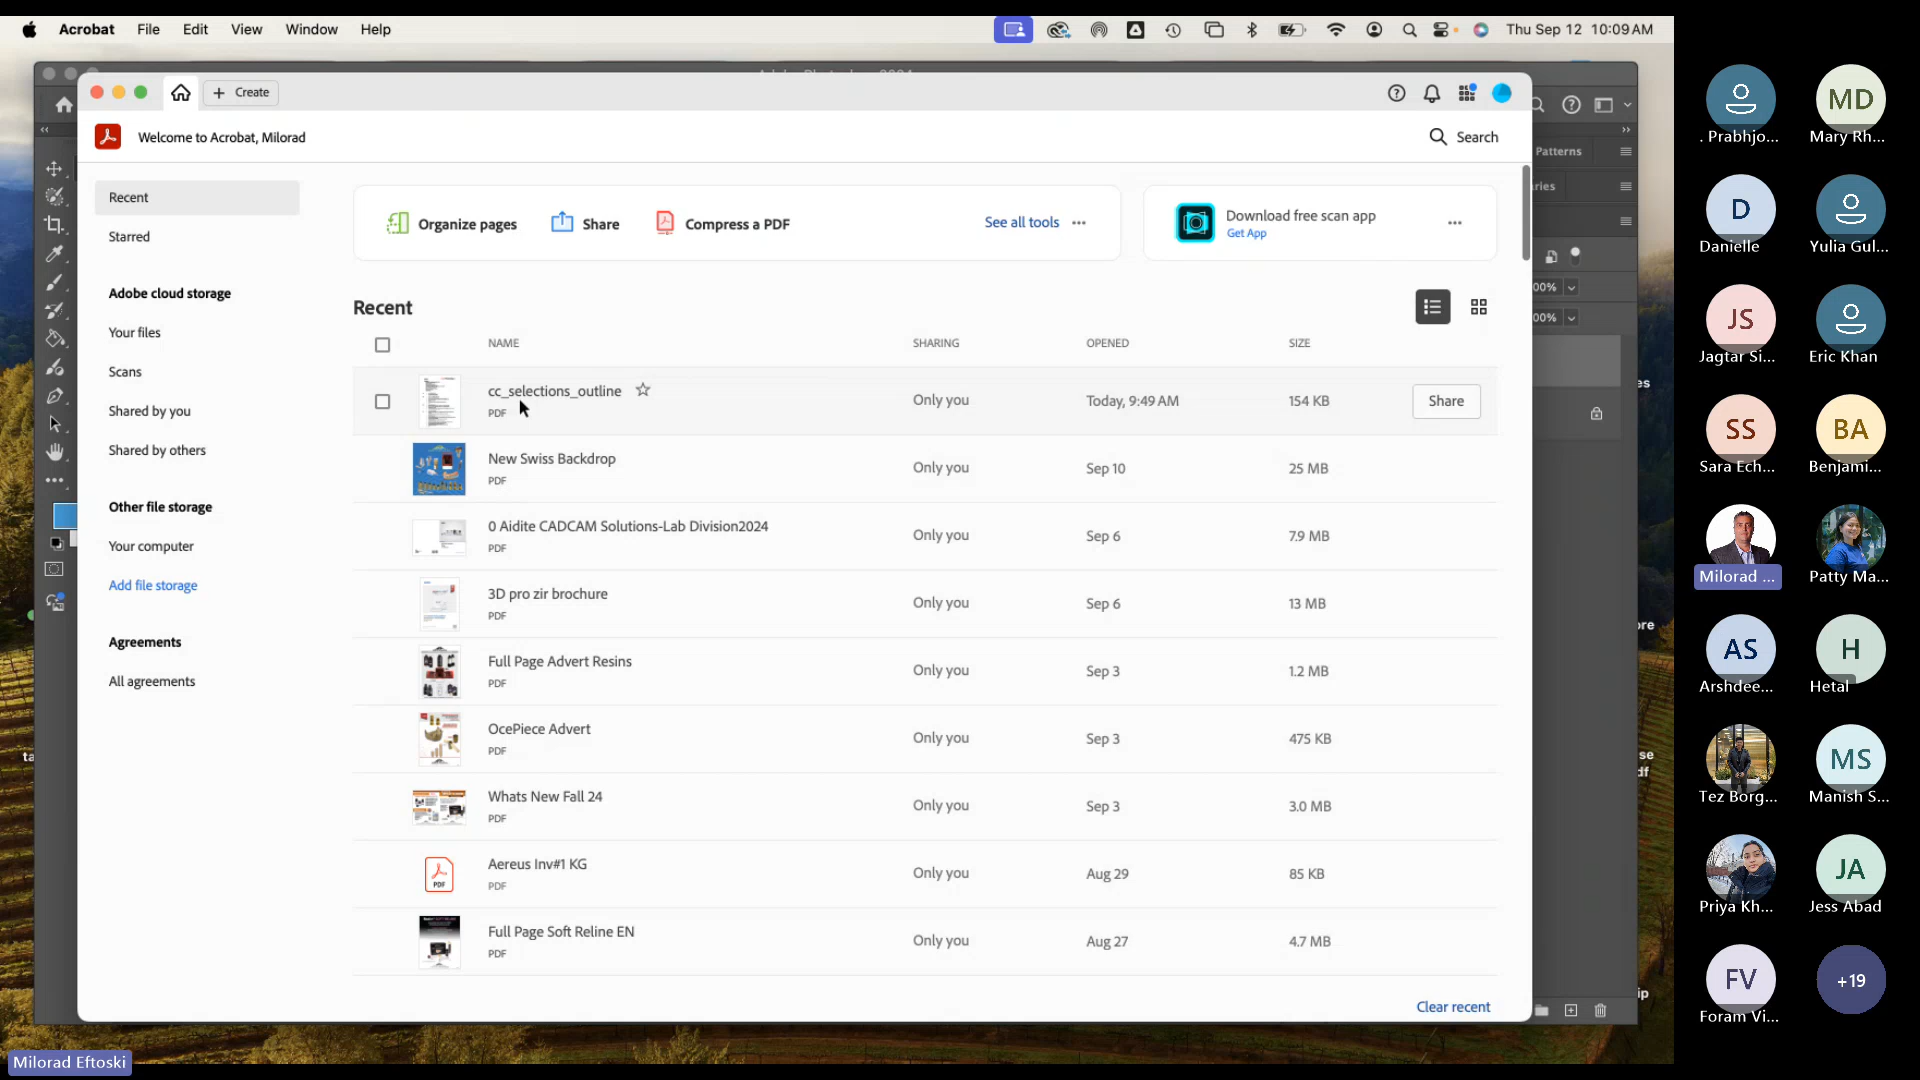 Acrobat File Edit View Window Help
Thu Sep 12 10:09 AM
Create
Welcome to Acrobat, Milorad
Search
Recent
Starred
Adobe cloud storage
Your files
Scans
Shared by you
Shared by others
Other file storage
Your computer
Add file storage
Agreements
All agreements
Organize pages Share Compress a PDF See all tools
Download free scan app
Get App
Recent
NAME SHARING OPENED SIZE
cc_selections_outline
PDF
Only you Today, 9:49 AM 154 KB Share
New Swiss Backdrop
PDF
Only you Sep 10 25 MB
0 Aidite CADCAM Solutions-Lab Division2024
PDF
Only you Sep 6 7.9 MB
3D pro zir brochure
PDF
Only you Sep 6 13 MB
Full Page Advert Resins
PDF
Only you Sep 3 1.2 MB
OcePiece Advert
PDF
Only you Sep 3 475 KB
Whats New Fall 24
PDF
Only you Sep 3 3.0 MB
PDF
Aereus Inv#1 KG
PDF
Only you Aug 29 85 KB
Full Page Soft Reline EN
PDF
Only you Aug 27 4.7 MB
Clear recent
Patterns
. Prabhjo...
MD
Mary Rh...
D
Danielle
Yulia Gul...
JS
Jagtar Si...
Eric Khan
SS
Sara Ech...
BA
Benjami...
Milorad ...
Patty Ma...
AS
Arshdee...
H
Hetal
Tez Borg...
MS
Manish S...
Priya Kh...
JA
Jess Abad
FV
Foram Vi...
+19
Milorad Eftoski